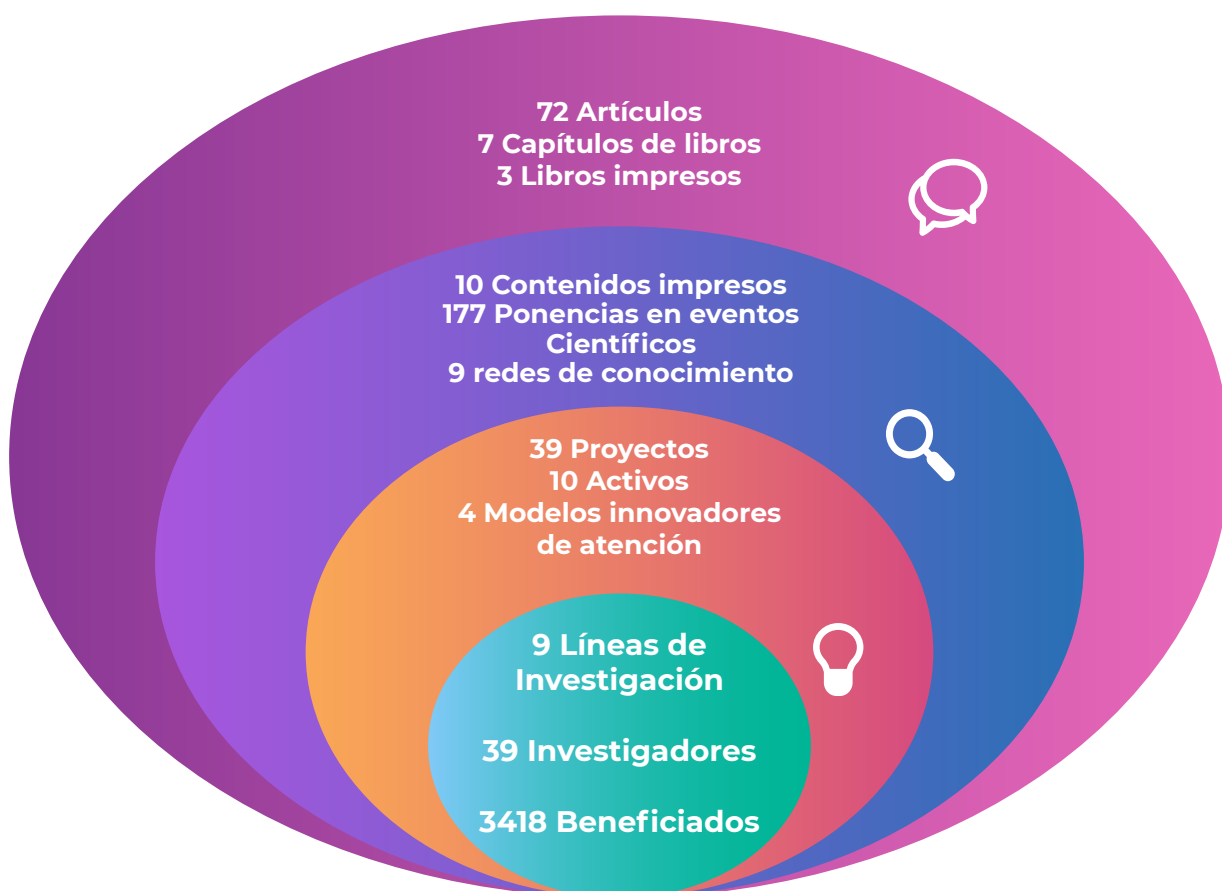 72 Artículos
7 Capítulos de libros
3 Libros impresos
10 Contenidos impresos
177 Ponencias en eventos
Científicos
9 redes de conocimiento
39 Proyectos
10 Activos
4 Modelos innovadores
de atención
9 Líneas de
Investigación
39 Investigadores
3418 Beneficiados